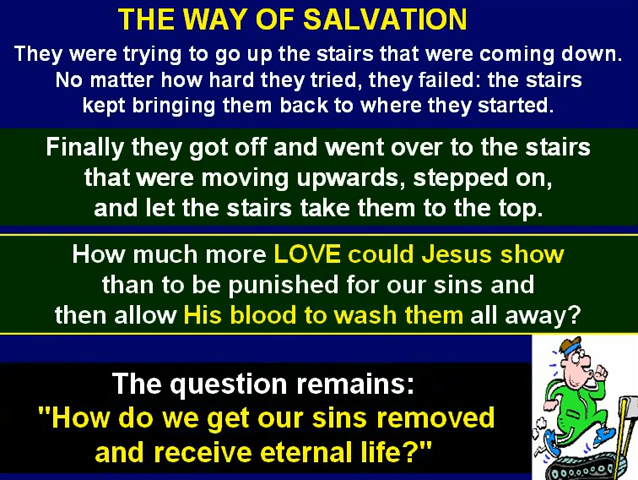 THE WAY OF SALVATION
They were trying to go up the stairs that were coming down.
No matter how hard they tried, they failed: the stairs
kept bringing them back to where they started.
Finally they got off and went over to the stairs
that were moving upwards, stepped on,
and let the stairs take them to the top.
How much more LOVE could Jesus show
than to be punished for our sins and
then allow His blood to wash them all away?
The question remains:
"How do we get our sins removed
and receive eternal life?"